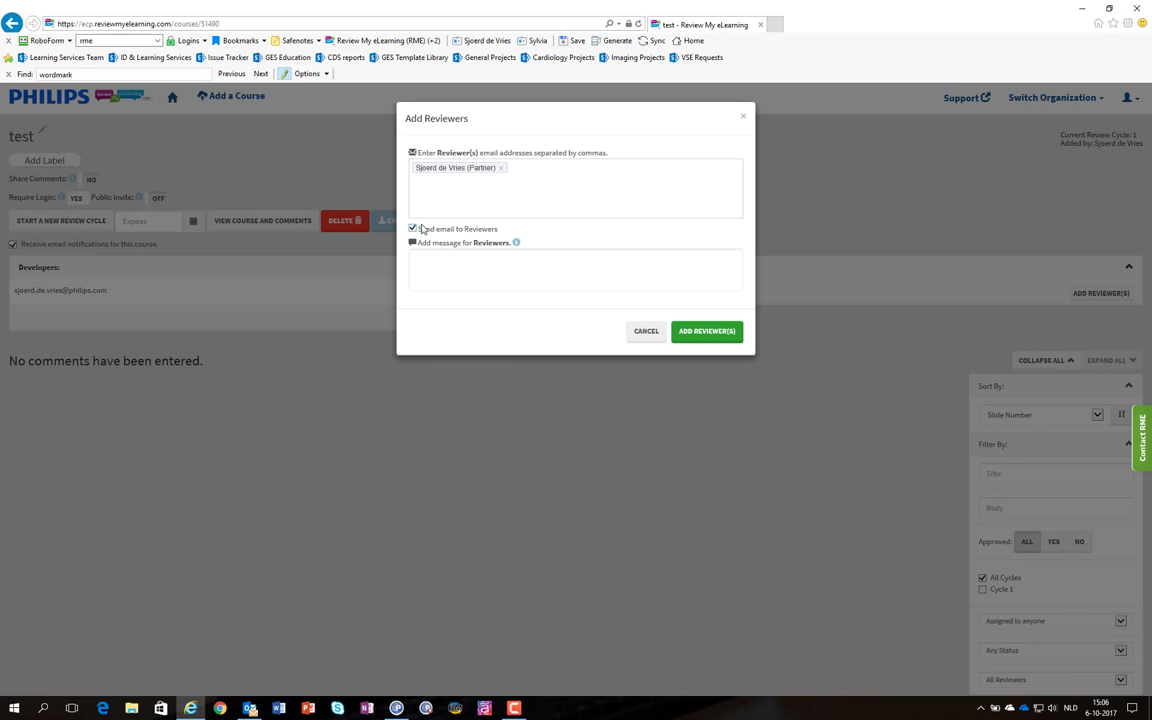 https://ecp.reviewmyelearning.com/courses/51490
test - Review My eLearning
RoboForm
rme
Logins
Bookmarks
Safenotes
Review My eLearning (RME) (+2)
Sjoerd de Vries
Sylvia
Save
Generate
Sync
Home
Learning Services Team
ID & Learning Services
Issue Tracker
GES Education
CDS reports
GES Template Library
General Projects
Cardiology Projects
Imaging Projects
VSE Requests
Find: wordmark
Previous
Next
Options
PHILIPS
Add a Course
Support
Switch Organization
test
Add Label
Share Comments: NO
Require Login: YES Public Invite: OFF
Current Review Cycle: 1
Added by: Sjoerd de Vries
START A NEW REVIEW CYCLE
Expires
VIEW COURSE AND COMMENTS
DELETE
Receive email notifications for this course.
Developers:
sjoerd.de.vries@philips.com
ADD REVIEWER(S)
Add Reviewers
Enter Reviewer(s) email addresses separated by commas.
Sjoerd de Vries (Partner) ×
Send email to Reviewers
Add message for Reviewers.
CANCEL
ADD REVIEWER(S)
No comments have been entered.
COLLAPSE ALL
EXPAND ALL
Sort By:
Slide Number
Filter By:
Title
Body
Approved: ALL YES NO
All Cycles
Cycle 1
Assigned to anyone
Any Status
All Reviewers
Contact RME
NLD
15:06
6-10-2017